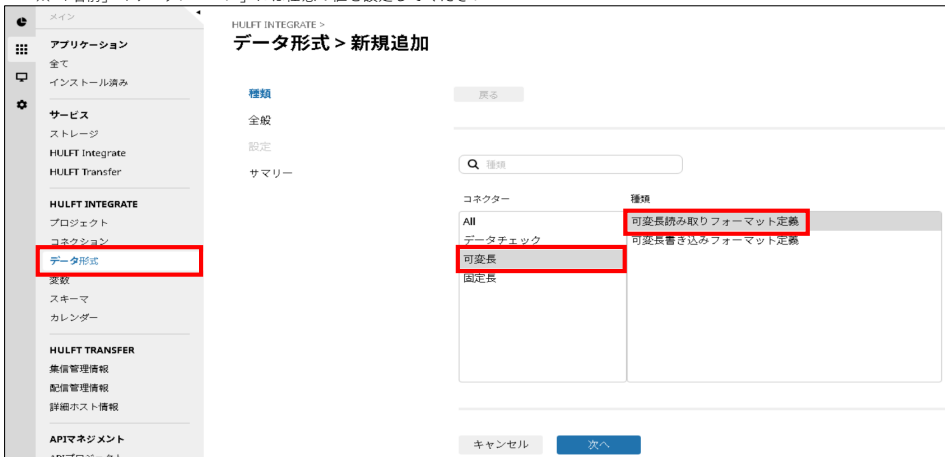 メイン
アプリケーション
全て
インストール済み
サービス
ストレージ
HULFT Integrate
HULFT Transfer
HULFT INTEGRATE
プロジェクト
コネクション
データ形式
変数
スキーマ
カレンダー
HULFT TRANSFER
集信管理情報
配信管理情報
詳細ホスト情報
APIマネジメント
HULFT INTEGRATE >
データ形式 > 新規追加
種類
全般
設定
サマリー
戻る
種類
コネクター
All
データチェック
可変長
固定長
種類
可変長読み取りフォーマット定義
可変長書き込みフォーマット定義
キャンセル
次へ